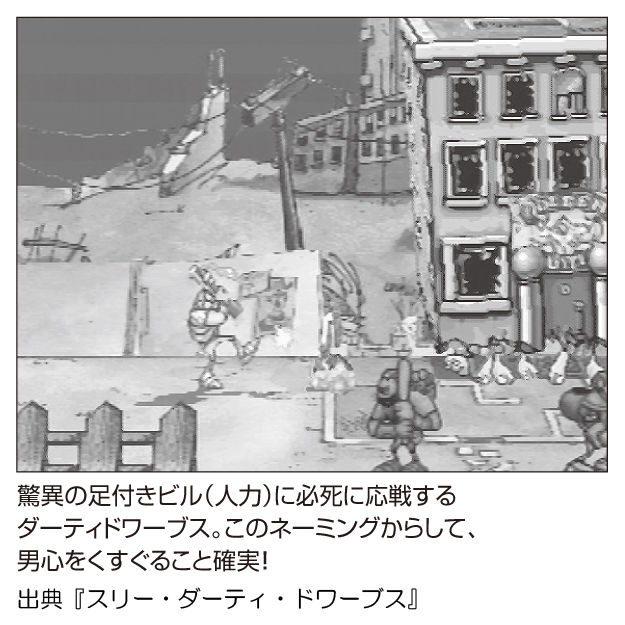 驚異の足付きビル（人力）に必死に応戦する
ダーティドワーブス。このネーミングからして、
男心をくすぐること確実！
出典『スリー・ダーティ・ドワーブス』